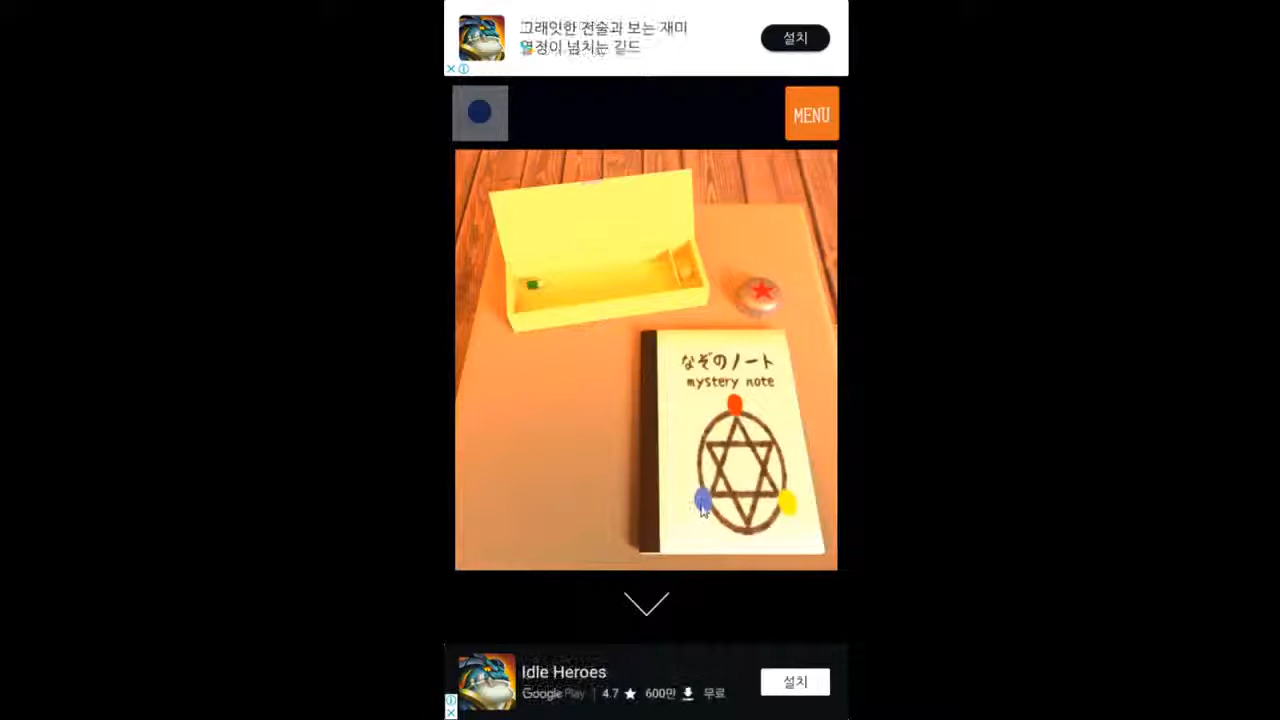 그래잇한 전술과 보는 재미
열정이 넘치는 길드
설치
MENU
なぞのノート
mystery note
Idle Heroes
Google Play 4.7 ★ 600만 무료
설치